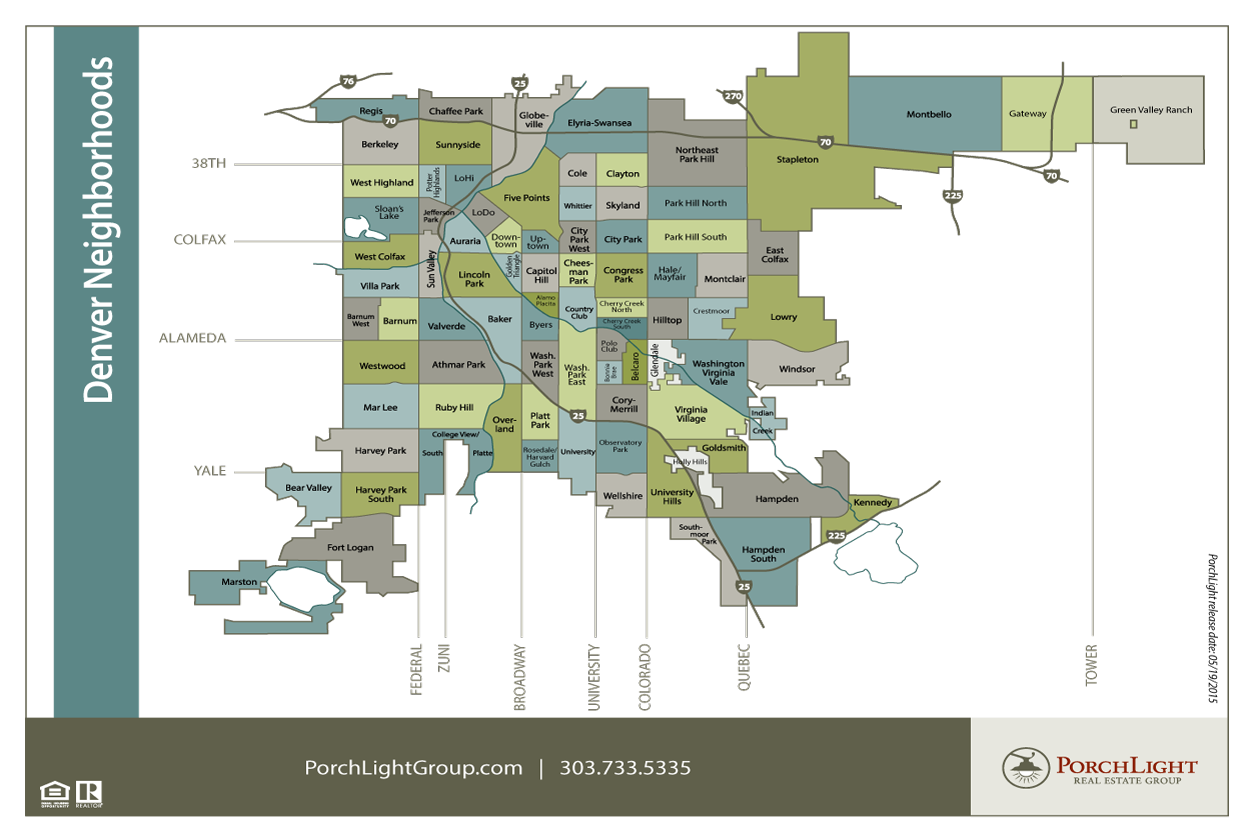 Denver Neighborhoods
76
25
270
Regis
Chaffee Park
Globe-
ville
Elyria-Swansea
Montbello
Gateway
Green Valley Ranch
70
Berkeley
Sunnyside
Northeast
Park Hill
70
Stapleton
38TH
West Highland
Potter
Highlands
LoHi
Cole
Clayton
70
225
Sloan's
Lake
Jefferson
Park
LoDo
Five Points
Whittier
Skyland
Park Hill North
COLFAX
Auraria
Down-
town
Up-
town
City
Park
West
City Park
Park Hill South
East
Colfax
West Colfax
Sun Valley
Lincoln
Park
Golden
Triangle
Capitol
Hill
Chees-
man
Park
Congress
Park
Hale/
Mayfair
Montclair
Villa Park
Barnum
West
Barnum
Valverde
Baker
Alamo
Placita
Byers
Country
Club
Cherry Creek
North
Cherry Creek
South
Hilltop
Crestmoor
Lowry
ALAMEDA
Westwood
Athmar Park
Wash.
Park
West
Wash.
Park
East
Polo
Club
Bonnie
Brae
Belcaro
Glendale
Washington
Virginia
Vale
Windsor
Mar Lee
Ruby Hill
Over-
land
Platt
Park
25
Cory-
Merrill
Virginia
Village
Indian
Creek
Harvey Park
College View/
South
Platte
Rosedale/
Harvard
Gulch
University
Observatory
Park
Goldsmith
Holly Hills
YALE
Bear Valley
Harvey Park
South
Wellshire
University
Hills
Hampden
Kennedy
Fort Logan
South-
moor
Park
Hampden
South
225
Marston
25
FEDERAL
ZUNI
BROADWAY
UNIVERSITY
COLORADO
QUEBEC
TOWER
PorchLight release date: 05/19/2015
PorchLightGroup.com | 303.733.5335
EQUAL HOUSING
OPPORTUNITY
R
REALTOR®
PORCHLIGHT
REAL ESTATE GROUP